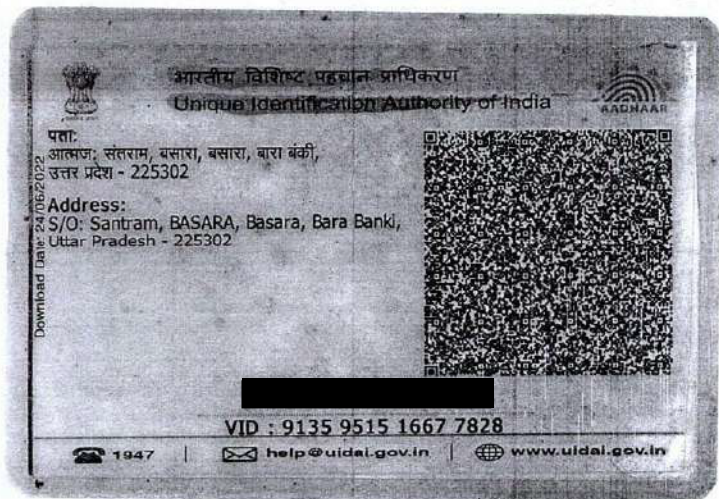 भारतीय विशिष्ट पहचान प्राधिकरण
Unique Identification Authority of India
AADHAAR
पता:
आत्मज: संतराम, बसारा, बसारा, बारा बंकी,
उत्तर प्रदेश - 225302
Address:
S/O: Santram, BASARA, Basara, Bara Banki,
Uttar Pradesh - 225302
Download Date: 24/06/2022
VID : 9135 9515 1667 7828
1947 | help@uidai.gov.in | www.uidai.gov.in